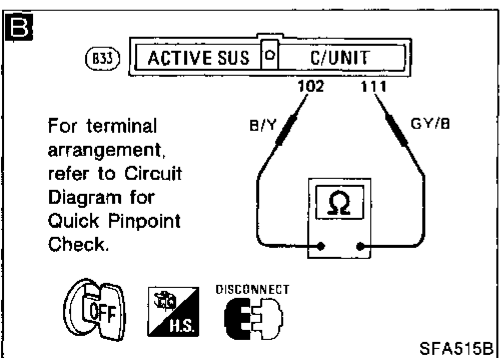 B
B33 ACTIVE SUS C/UNIT
102 111
B/Y GY/B
For terminal
arrangement,
refer to Circuit
Diagram for
Quick Pinpoint
Check.
Ω
OFF
H.S.
DISCONNECT
SFA515B